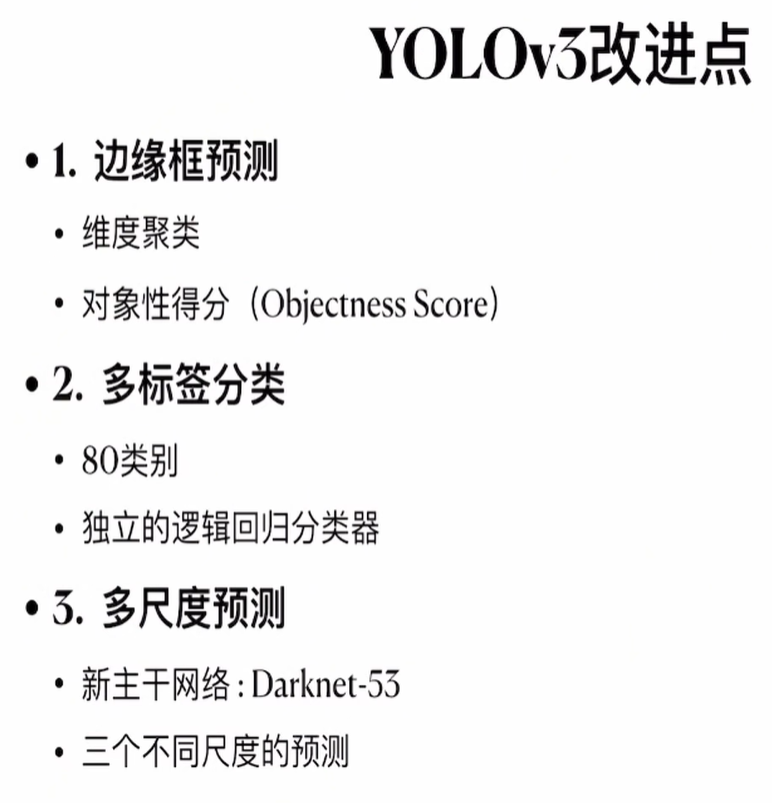 YOLOv3改进点
• 1. 边缘框预测
• 维度聚类
• 对象性得分（Objectness Score）
• 2. 多标签分类
• 80类别
• 独立的逻辑回归分类器
• 3. 多尺度预测
• 新主干网络：Darknet-53
• 三个不同尺度的预测